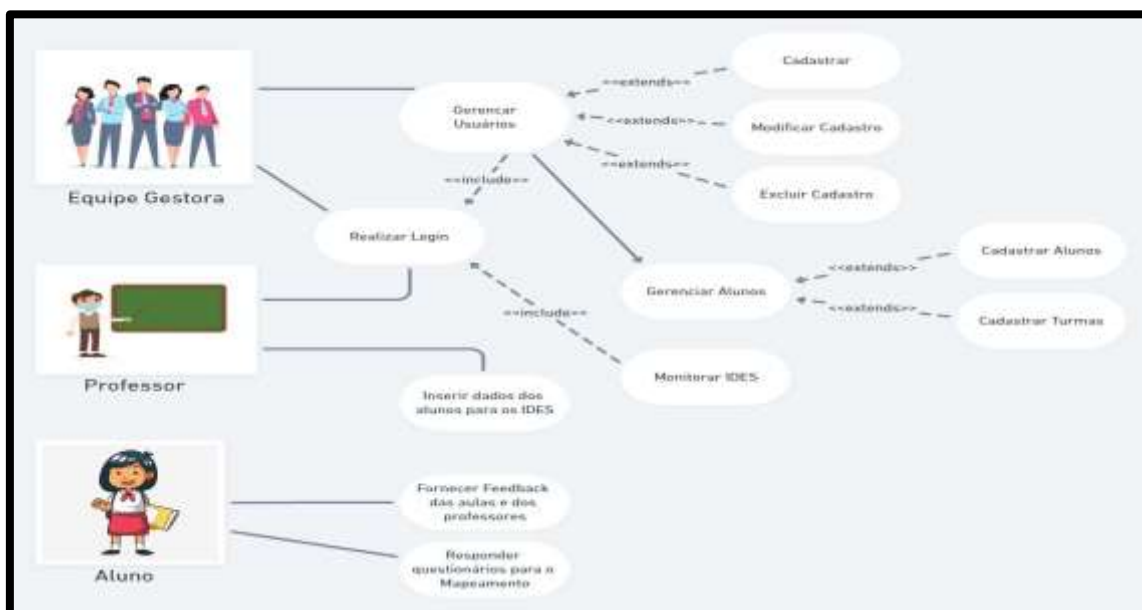 Equipe Gestora
Gerencar
Usuários
<<extends>>
Cadastrar
<<extends>>
Modificar Cadastro
<<extends>>
Excluir Cadastro
<<include>>
Realizar Login
Gerenciar Alunos
<<extends>>
Cadastrar Alunos
<<extends>>
Cadastrar Turmas
<<include>>
Monitorar IDES
Professor
Inserir dados dos
alunos para os IDES
Aluno
Fornecer Feedback
das aulas e dos
professores
Responder
questionários para o
Mapeamento